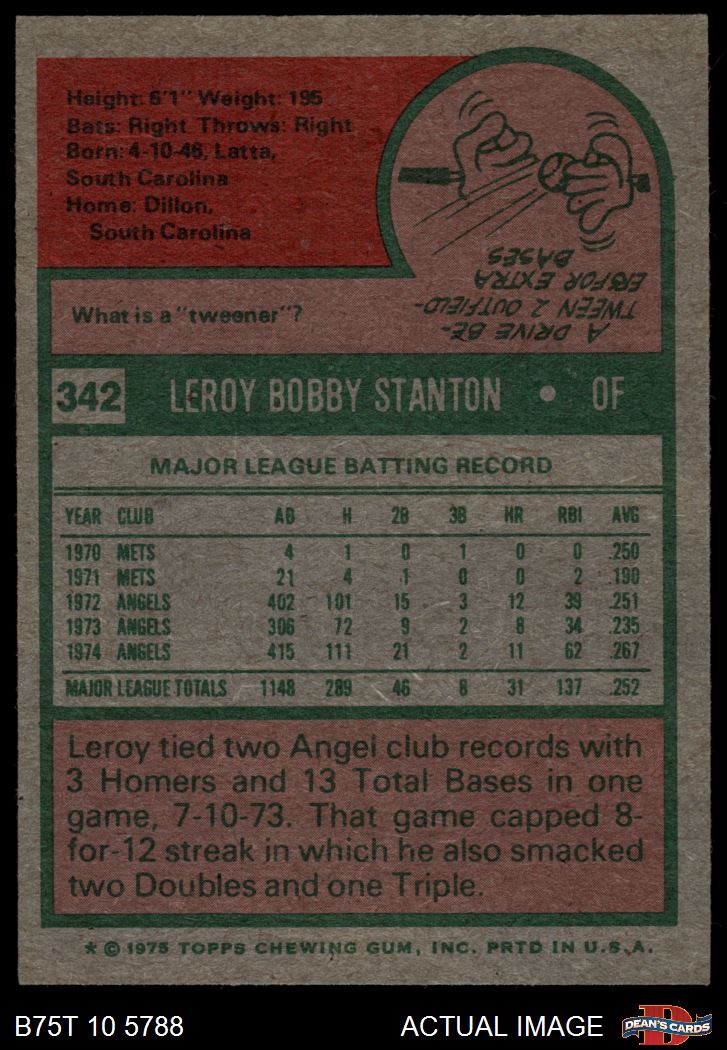 Height: 6'1" Weight: 195
Bats: Right Throws: Right
Born: 4-10-46, Latta,
South Carolina
Home: Dillon,
South Carolina
What is a "tweener"?
A DRIVE BE-
TWEEN 2 OUTFIELD-
ERS FOR EXTRA
BASES
342 LEROY BOBBY STANTON • OF
MAJOR LEAGUE BATTING RECORD
YEAR CLUB AB H 2B 3B HR RBI AVG
1970 METS 4 1 0 1 0 0 .250
1971 METS 21 4 1 0 0 2 .190
1972 ANGELS 402 101 15 3 12 39 .251
1973 ANGELS 306 72 9 2 8 34 .235
1974 ANGELS 415 111 21 2 11 62 .267
MAJOR LEAGUE TOTALS 1148 289 46 8 31 137 .252
Leroy tied two Angel club records with
3 Homers and 13 Total Bases in one
game, 7-10-73. That game capped 8-
for-12 streak in which he also smacked
two Doubles and one Triple.
* © 1975 TOPPS CHEWING GUM, INC. PRTD IN U.S.A.
B75T 10 5788 ACTUAL IMAGE
D
DEAN'S CARDS